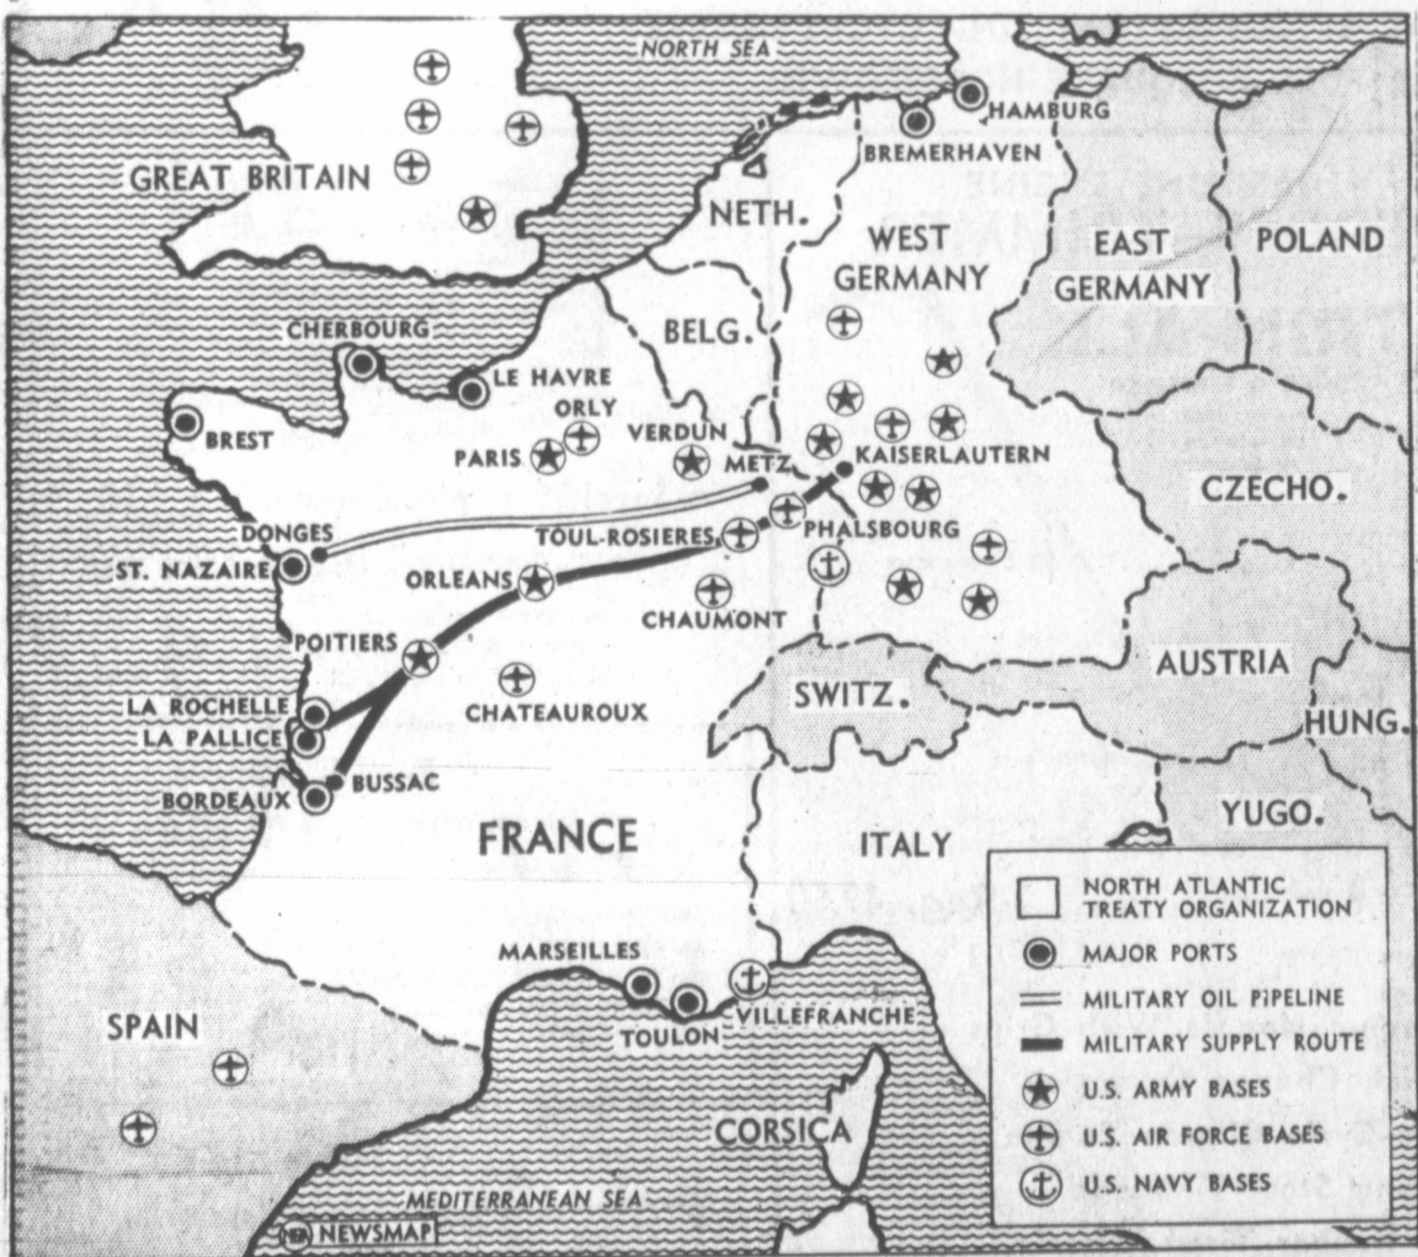 NORTH SEA
HAMBURG
BREMERHAVEN
GREAT BRITAIN
NETH.
WEST
GERMANY
EAST
GERMANY
POLAND
CHERBOURG
BELG.
LE HAVRE
ORLY
BREST
VERDUN
PARIS
METZ
KAISERLAUTERN
CZECHO.
DONGES
TOUL-ROSIERES
PHALSBOURG
ST. NAZAIRE
ORLEANS
CHAUMONT
POITIERS
AUSTRIA
SWITZ.
LA ROCHELLE
CHATEAUROUX
HUNG.
LA PALLICE
BUSSAC
BORDEAUX
YUGO.
FRANCE
ITALY
NORTH ATLANTIC
TREATY ORGANIZATION
MAJOR PORTS
MILITARY OIL PIPELINE
MILITARY SUPPLY ROUTE
U.S. ARMY BASES
U.S. AIR FORCE BASES
U.S. NAVY BASES
MARSEILLES
VILLEFRANCHE
TOULON
SPAIN
CORSICA
MEDITERRANEAN SEA
NEWSMAP